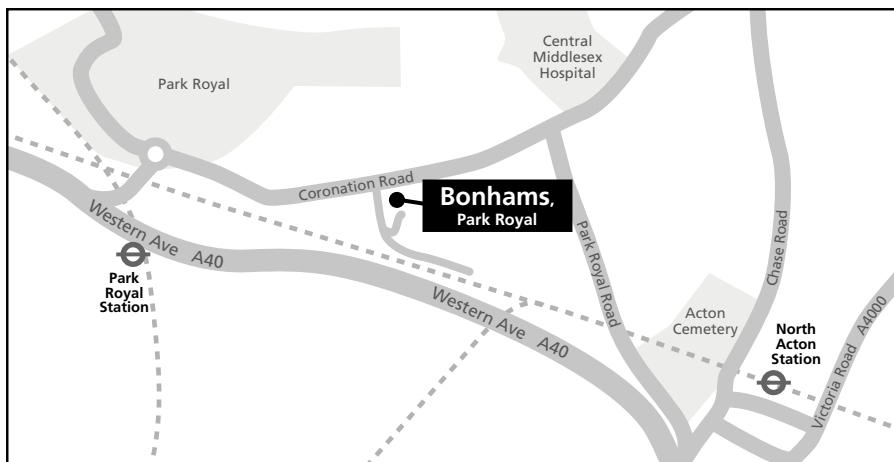 Park Royal
Central
Middlesex
Hospital
Coronation Road
Bonhams,
Park Royal
Western Ave A40
Park
Royal
Station
Park Royal Road
Chase Road
Western Ave A40
Acton
Cemetery
North
Acton
Station
Victoria Road A4000